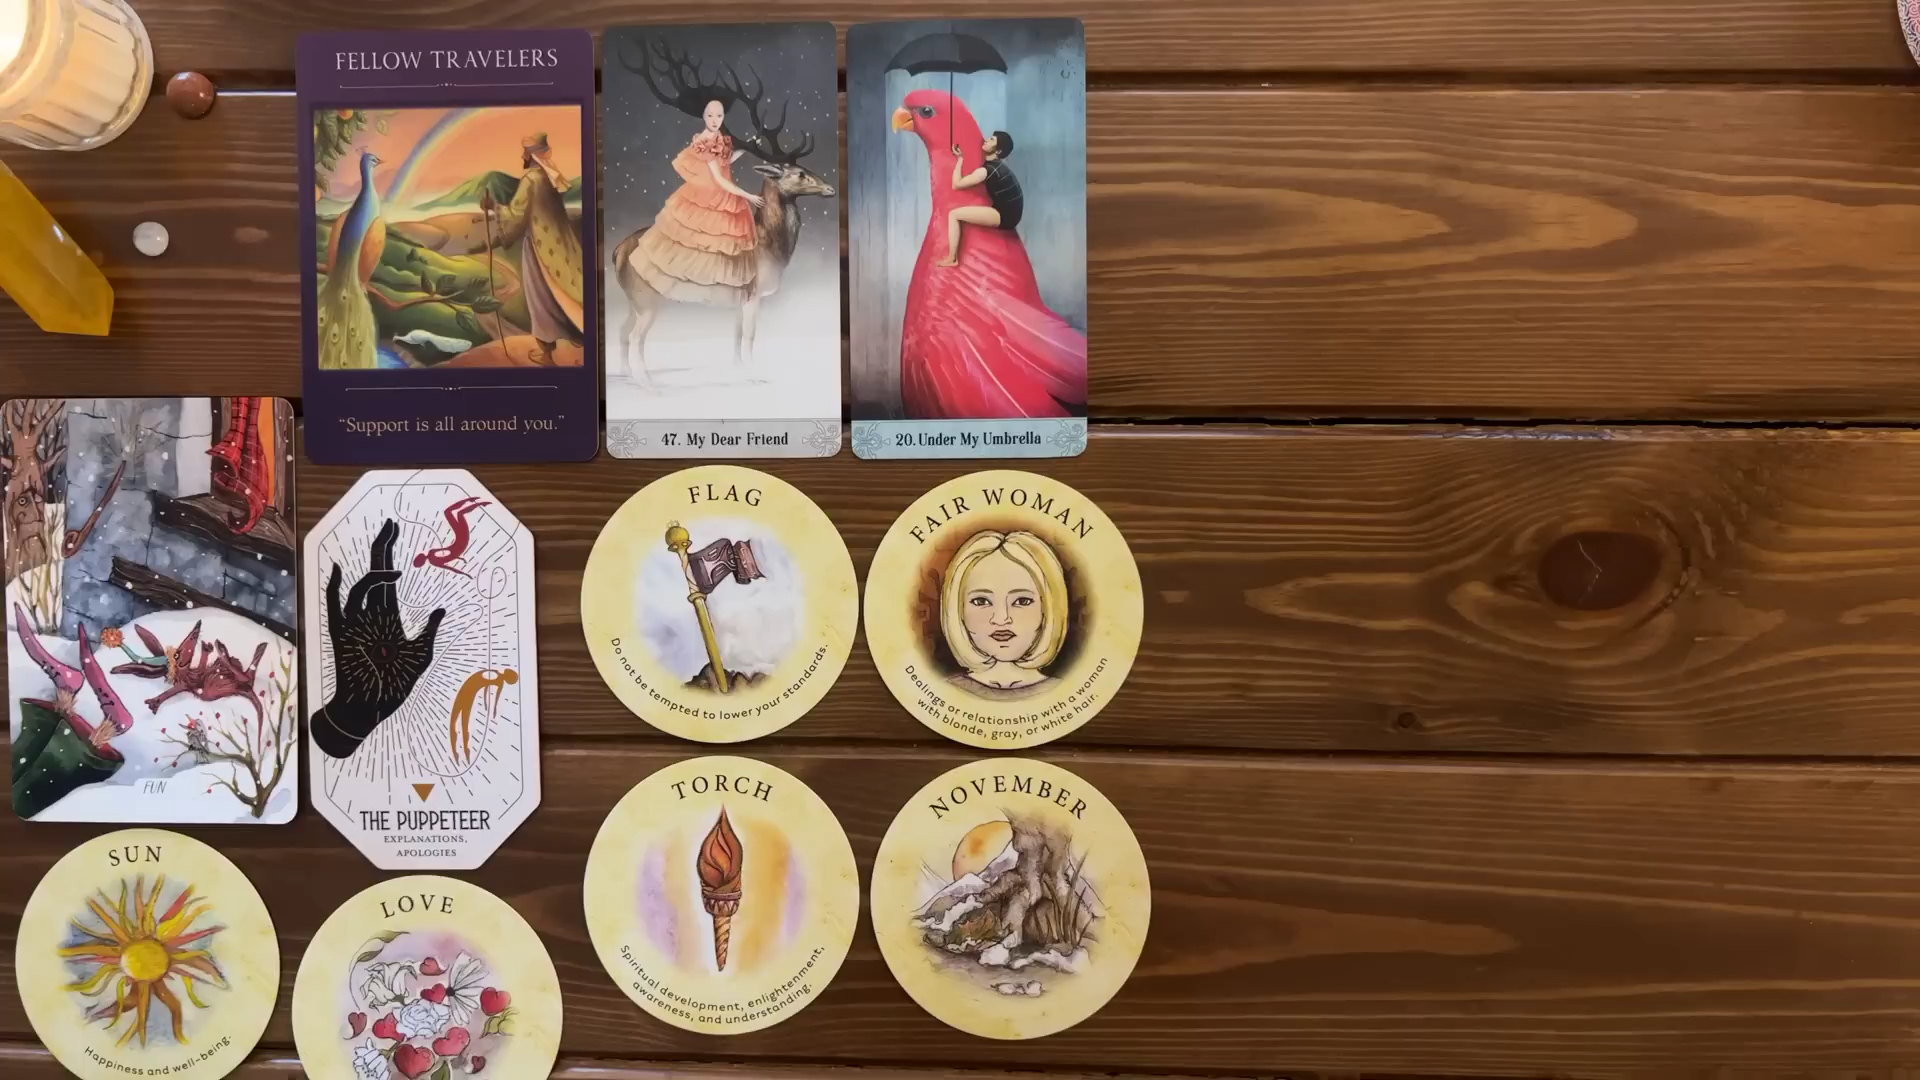 FELLOW TRAVELERS
"Support is all around you."
47. My Dear Friend
20. Under My Umbrella
FUN
THE PUPPETEER
EXPLANATIONS,
APOLOGIES
FLAG
Do not be tempted to lower your standards.
FAIR WOMAN
Dealings or relationship with a woman
with blonde, gray, or white hair.
SUN
Happiness and well-being.
LOVE
TORCH
Spiritual development, enlightenment,
awareness, and understanding.
NOVEMBER